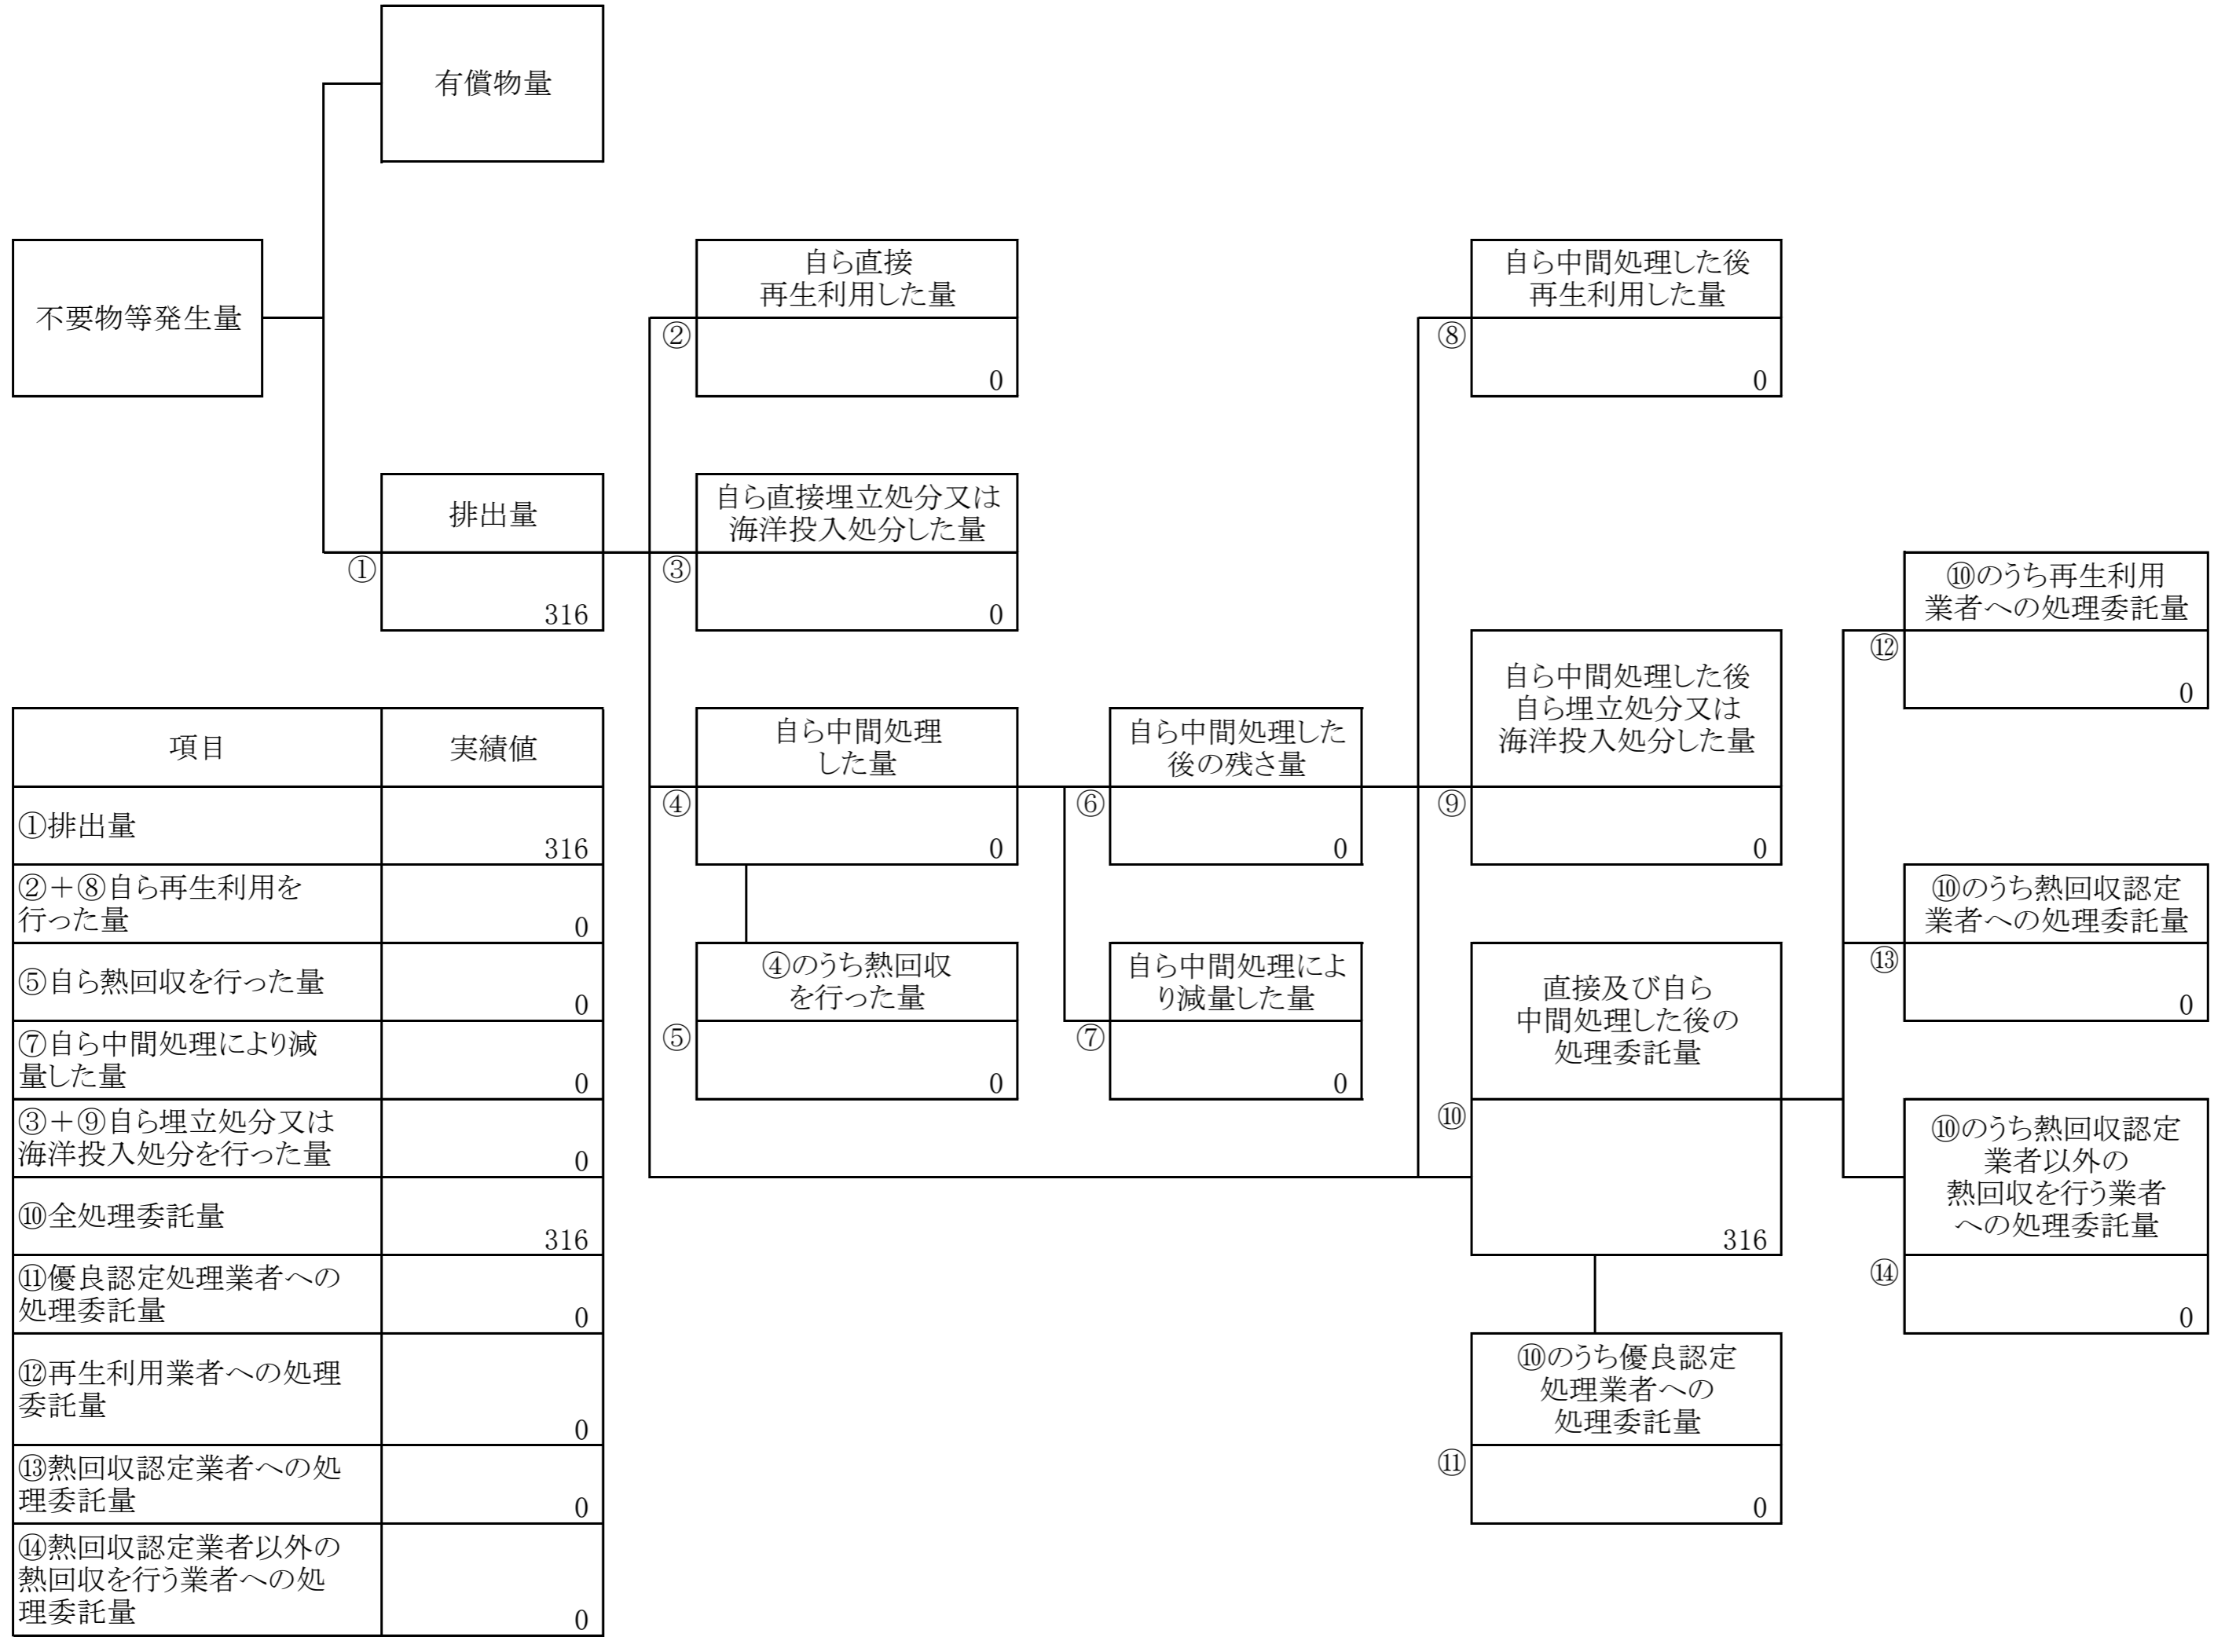 有償物量
不要物等発生量
自ら直接
再生利用した量
②
0
自ら中間処理した後
再生利用した量
⑧
0
排出量
①
316
自ら直接埋立処分又は
海洋投入処分した量
③
0
⑩のうち再生利用
業者への処理委託量
⑫
0
自ら中間処理
した量
④
0
自ら中間処理した
後の残さ量
⑥
0
自ら中間処理した後
自ら埋立処分又は
海洋投入処分した量
⑨
0
④のうち熱回収
を行った量
⑤
0
自ら中間処理によ
り減量した量
⑦
0
直接及び自ら
中間処理した後の
処理委託量
⑩
316
⑩のうち熱回収認定
業者への処理委託量
⑬
0
⑩のうち熱回収認定
業者以外の
熱回収を行う業者
への処理委託量
⑭
0
⑩のうち優良認定
処理業者への
処理委託量
⑪
0
項目 実績値
①排出量
316
②＋⑧自ら再生利用を
行った量
0
⑤自ら熱回収を行った量
0
⑦自ら中間処理により減
量した量
0
③＋⑨自ら埋立処分又は
海洋投入処分を行った量
0
⑩全処理委託量
316
⑪優良認定処理業者への
処理委託量
0
⑫再生利用業者への処理
委託量
0
⑬熱回収認定業者への処
理委託量
0
⑭熱回収認定業者以外の
熱回収を行う業者への処
理委託量
0